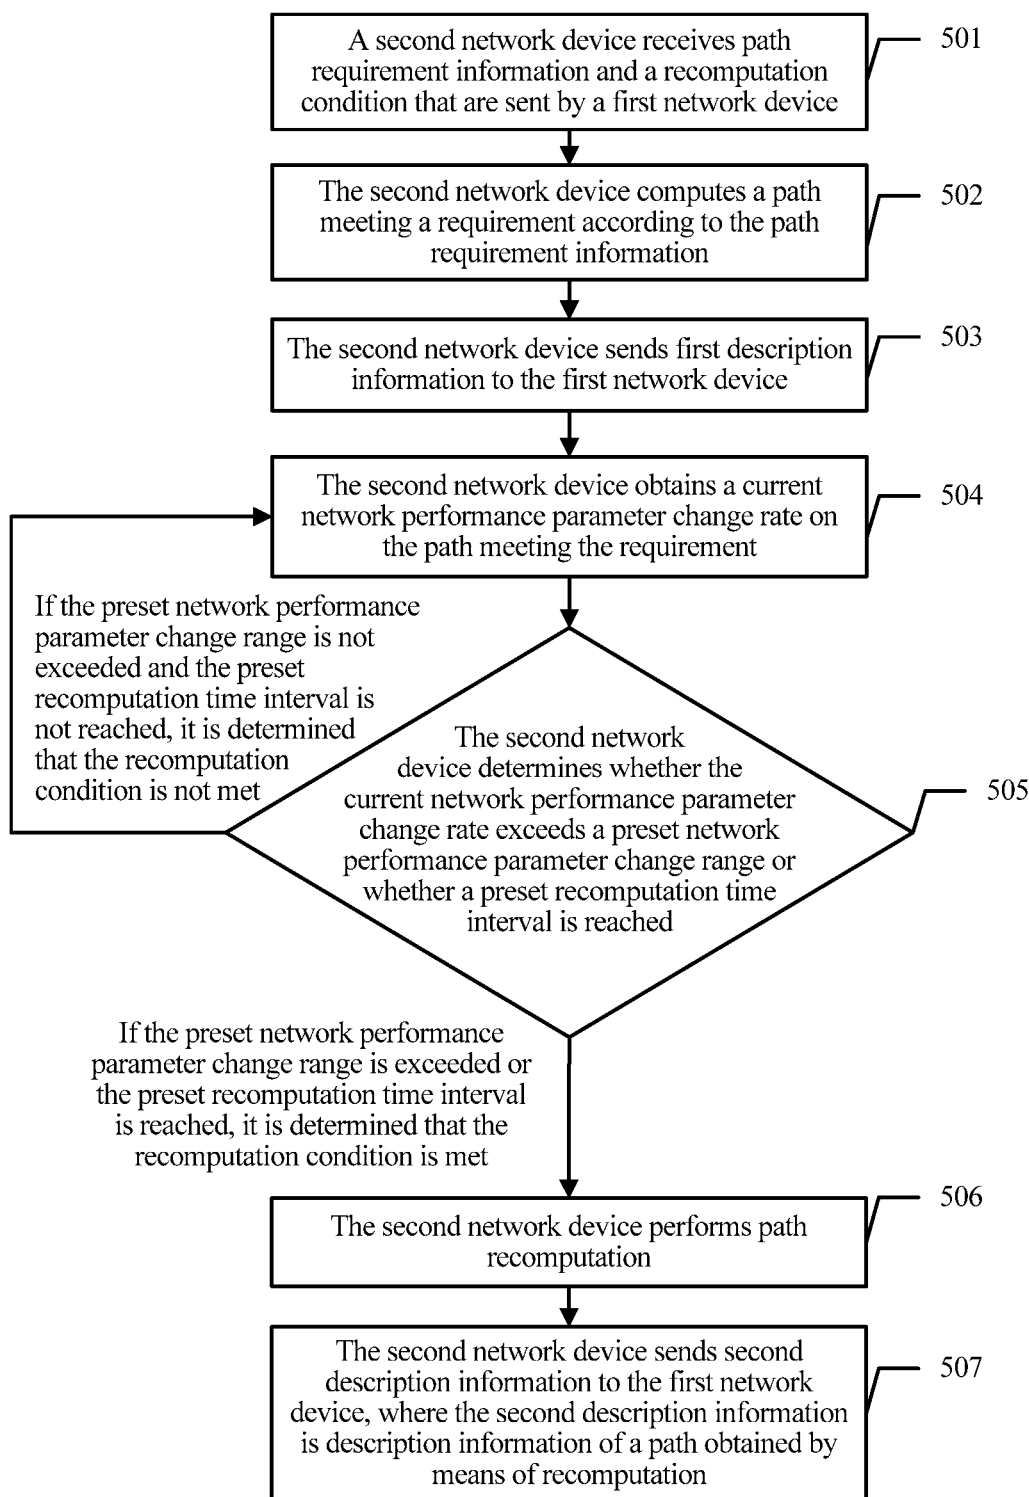 A second network device receives path
requirement information and a recomputation
condition that are sent by a first network device
501
The second network device computes a path
meeting a requirement according to the path
requirement information
502
The second network device sends first description
information to the first network device
503
The second network device obtains a current
network performance parameter change rate on
the path meeting the requirement
504
If the preset network performance
parameter change range is not
exceeded and the preset
recomputation time interval is
not reached, it is determined
that the recomputation
condition is not met
The second network
device determines whether the
current network performance parameter
change rate exceeds a preset network
performance parameter change range or
whether a preset recomputation time
interval is reached
505
If the preset network performance
parameter change range is exceeded or
the preset recomputation time interval
is reached, it is determined that the
recomputation condition is met
The second network device performs path
recomputation
506
The second network device sends second
description information to the first network
device, where the second description information
is description information of a path obtained by
means of recomputation
507